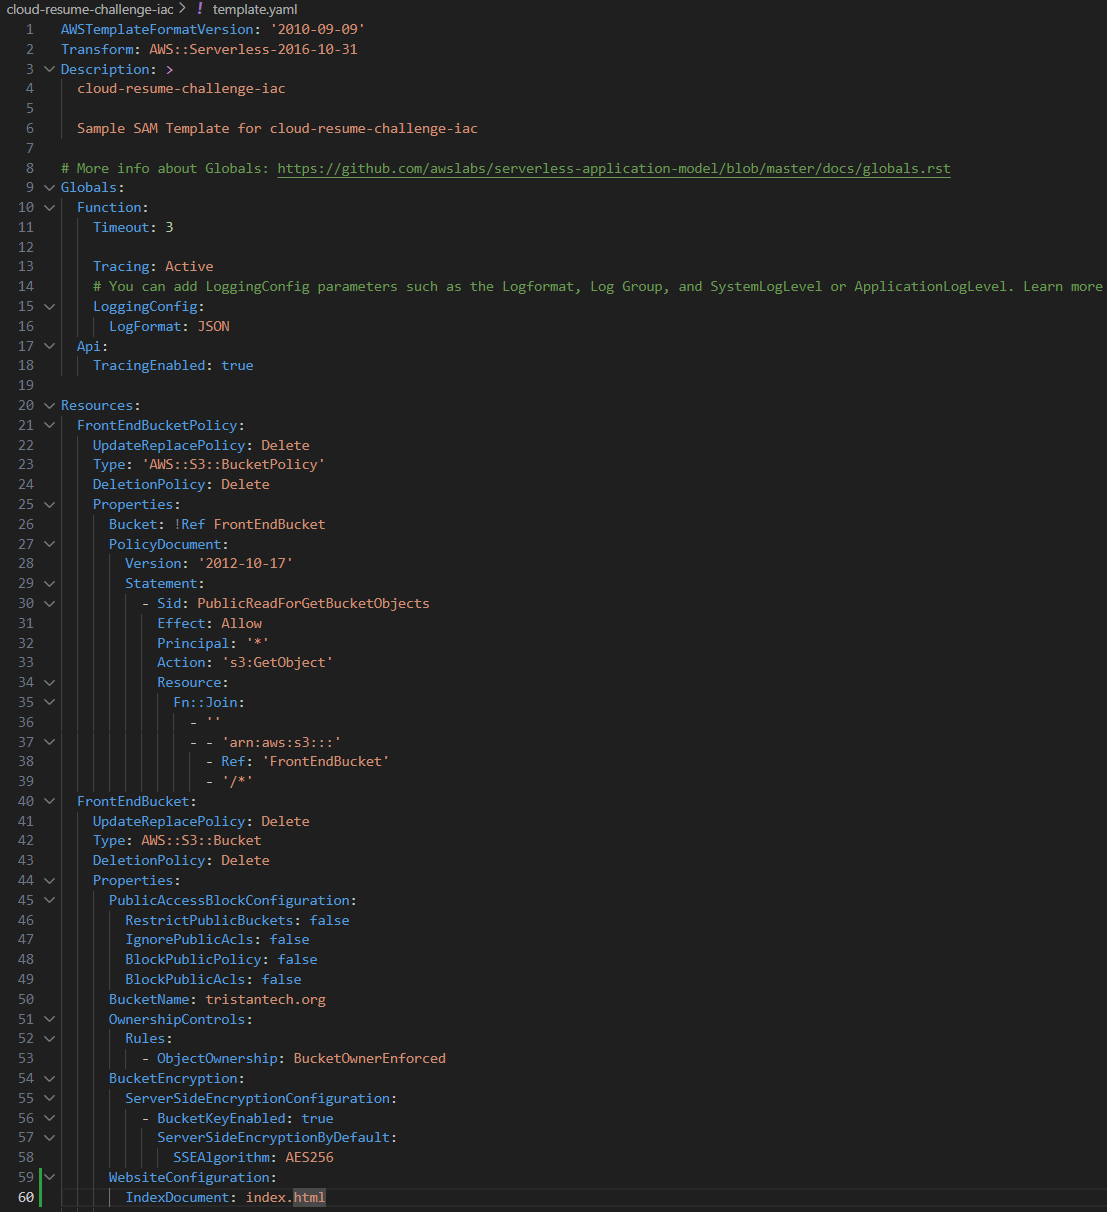 cloud-resume-challenge-iac > ! template.yaml
1 AWSTemplateFormatVersion: '2010-09-09'
2 Transform: AWS::Serverless-2016-10-31
3 Description: >
4 cloud-resume-challenge-iac
5
6 Sample SAM Template for cloud-resume-challenge-iac
7
8 # More info about Globals: https://github.com/awslabs/serverless-application-model/blob/master/docs/globals.rst
9 Globals:
10 Function:
11 Timeout: 3
12
13 Tracing: Active
14 # You can add LoggingConfig parameters such as the Logformat, Log Group, and SystemLogLevel or ApplicationLogLevel. Learn more
15 LoggingConfig:
16 LogFormat: JSON
17 Api:
18 TracingEnabled: true
19
20 Resources:
21 FrontEndBucketPolicy:
22 UpdateReplacePolicy: Delete
23 Type: 'AWS::S3::BucketPolicy'
24 DeletionPolicy: Delete
25 Properties:
26 Bucket: !Ref FrontEndBucket
27 PolicyDocument:
28 Version: '2012-10-17'
29 Statement:
30 - Sid: PublicReadForGetBucketObjects
31 Effect: Allow
32 Principal: '*'
33 Action: 's3:GetObject'
34 Resource:
35 Fn::Join:
36 - ''
37 - - 'arn:aws:s3:::'
38 - Ref: 'FrontEndBucket'
39 - '/*'
40 FrontEndBucket:
41 UpdateReplacePolicy: Delete
42 Type: AWS::S3::Bucket
43 DeletionPolicy: Delete
44 Properties:
45 PublicAccessBlockConfiguration:
46 RestrictPublicBuckets: false
47 IgnorePublicAcls: false
48 BlockPublicPolicy: false
49 BlockPublicAcls: false
50 BucketName: tristantech.org
51 OwnershipControls:
52 Rules:
53 - ObjectOwnership: BucketOwnerEnforced
54 BucketEncryption:
55 ServerSideEncryptionConfiguration:
56 - BucketKeyEnabled: true
57 ServerSideEncryptionByDefault:
58 SSEAlgorithm: AES256
59 WebsiteConfiguration:
60 IndexDocument: index.html